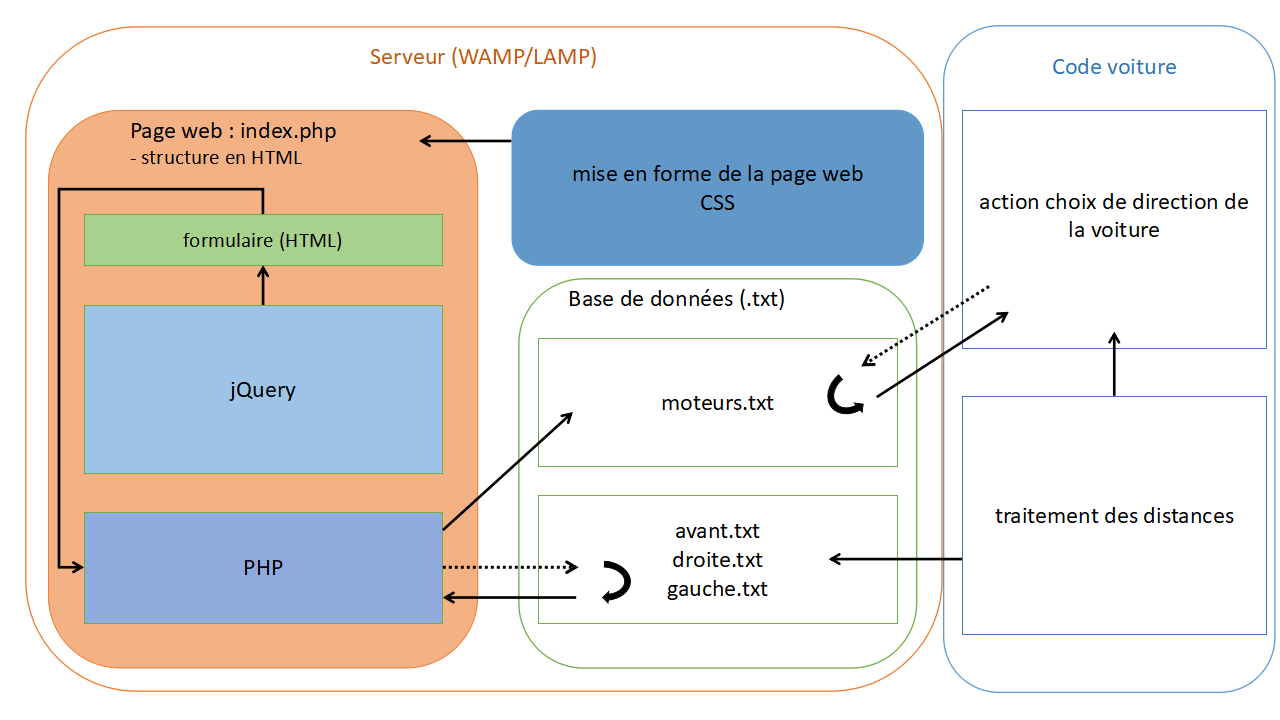 Serveur (WAMP/LAMP)
Code voiture
Page web : index.php
- structure en HTML
mise en forme de la page web
CSS
action choix de direction de
la voiture
formulaire (HTML)
Base de données (.txt)
jQuery
moteurs.txt
traitement des distances
avant.txt
droite.txt
gauche.txt
PHP